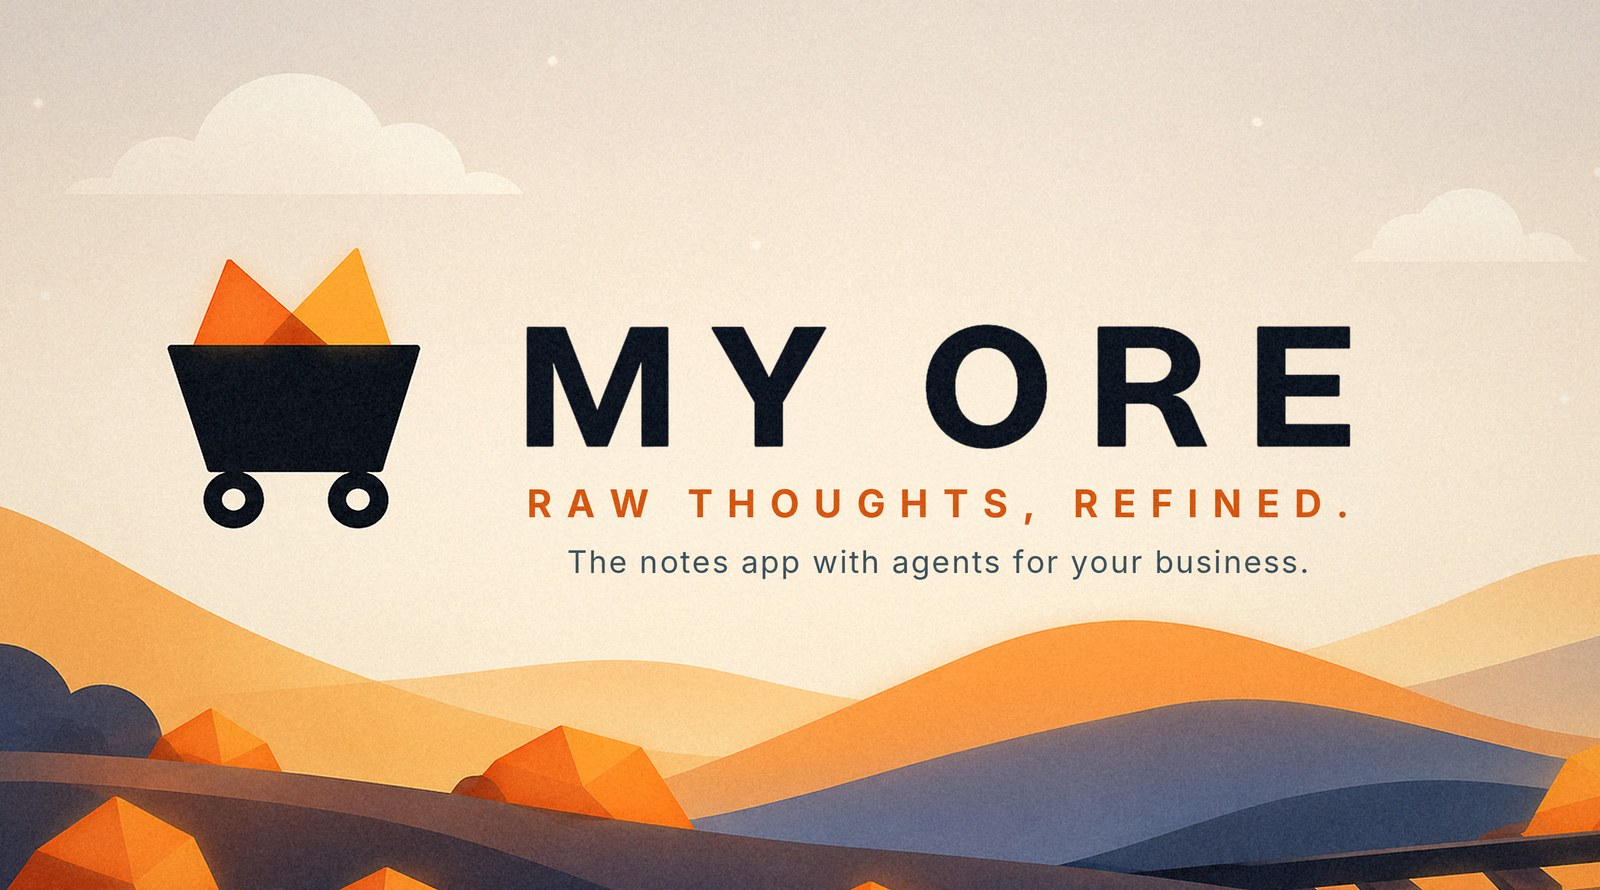 MY ORE
RAW THOUGHTS, REFINED.
The notes app with agents for your business.